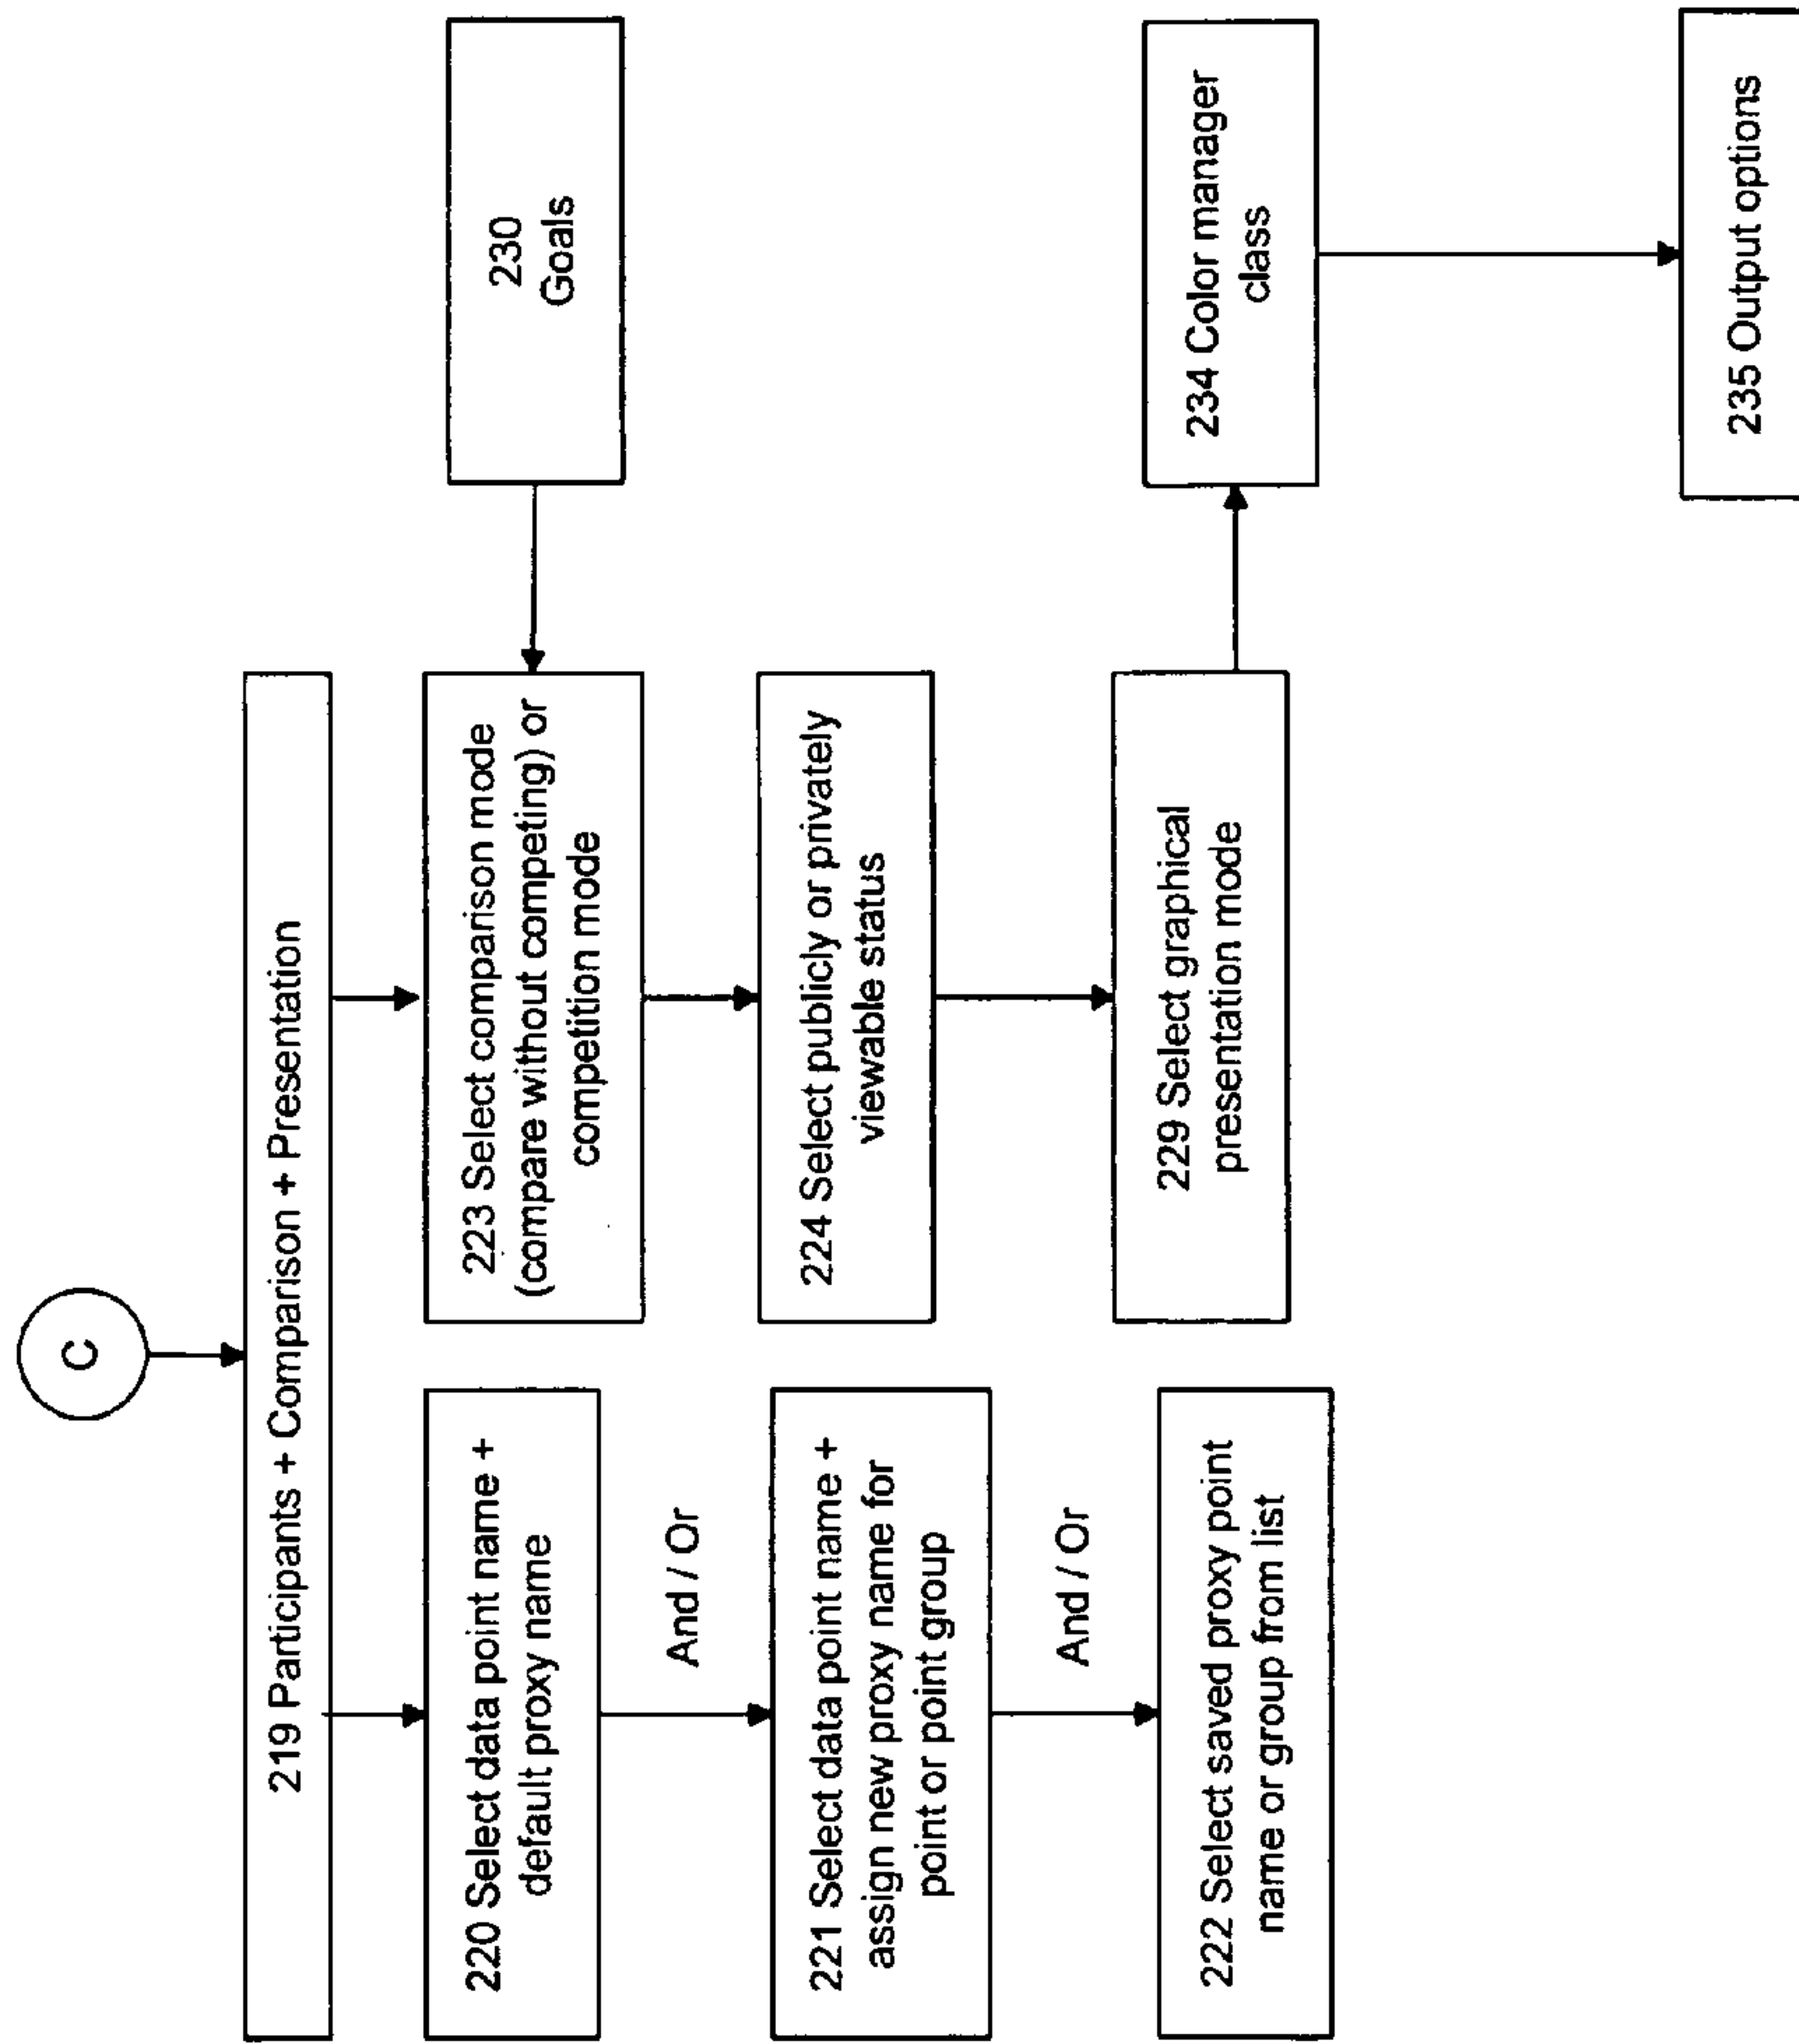 C
219 Participants + Comparison + Presentation
220 Select data point name +
default proxy name
And / Or
221 Select data point name +
assign new proxy name for
point or point group
And / Or
222 Select saved proxy point
name or group from list
223 Select comparison mode
(compare without competing) or
competition mode
224 Select publicly or privately
viewable status
229 Select graphical
presentation mode
230
Goals
234 Color manager
class
235 Output options